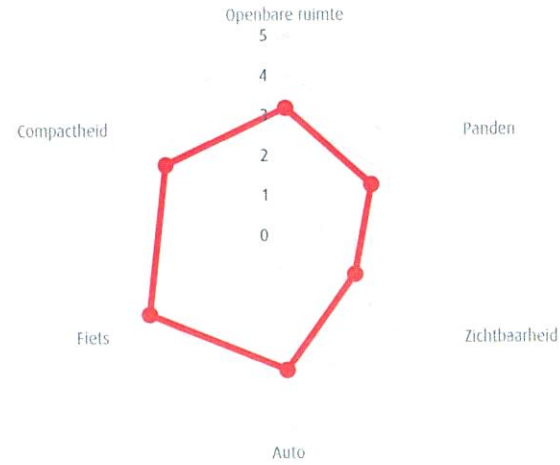 Openbare ruimte
5
4
3
2
1
0
Compactheid
Panden
Fiets
Zichtbaarheid
Auto